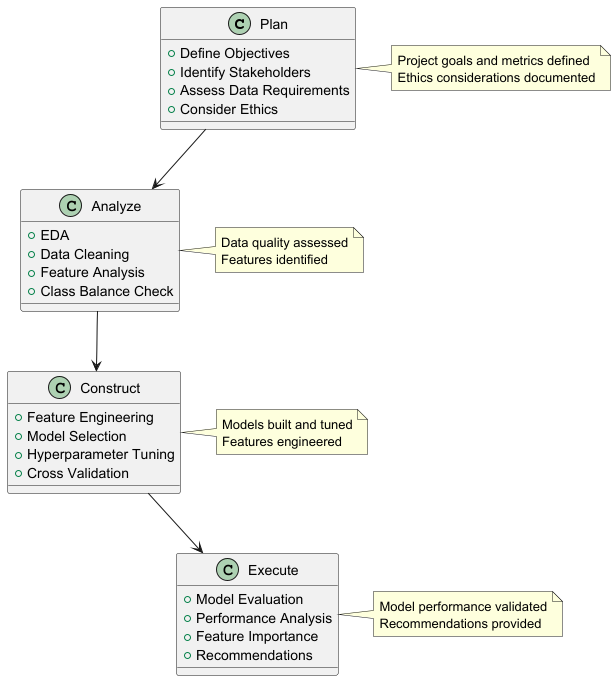 C Plan
Define Objectives
Identify Stakeholders
Assess Data Requirements
Consider Ethics
Project goals and metrics defined
Ethics considerations documented
C Analyze
EDA
Data Cleaning
Feature Analysis
Class Balance Check
Data quality assessed
Features identified
C Construct
Feature Engineering
Model Selection
Hyperparameter Tuning
Cross Validation
Models built and tuned
Features engineered
C Execute
Model Evaluation
Performance Analysis
Feature Importance
Recommendations
Model performance validated
Recommendations provided